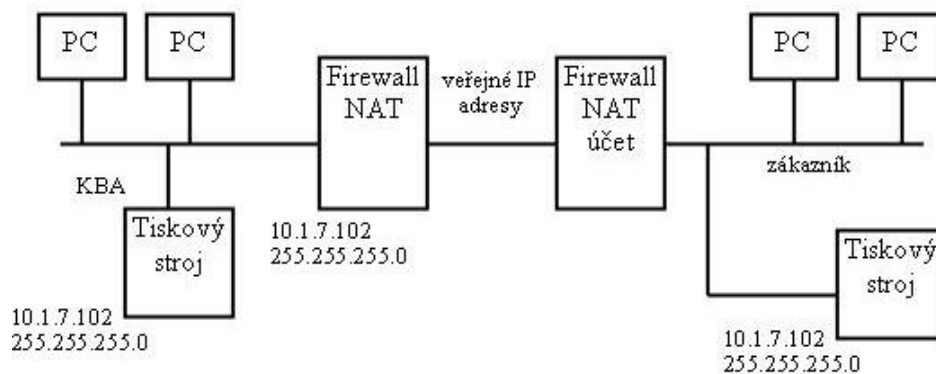 PC
PC
Firewall
NAT
veřejné IP
adresy
Firewall
NAT
účet
PC
PC
KBA
zákazník
Tiskový
stroj
10.1.7.102
255.255.255.0
Tiskový
stroj
10.1.7.102
255.255.255.0
10.1.7.102
255.255.255.0